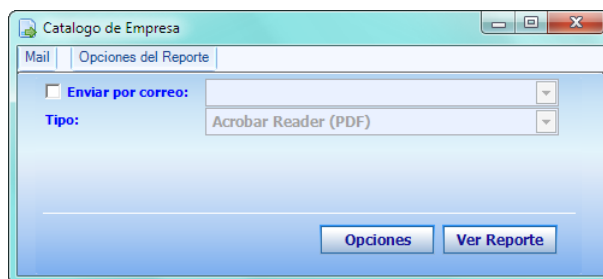 Catalogo de Empresa
Mail Opciones del Reporte
Enviar por correo:
Tipo: Acrobar Reader (PDF)
Opciones Ver Reporte